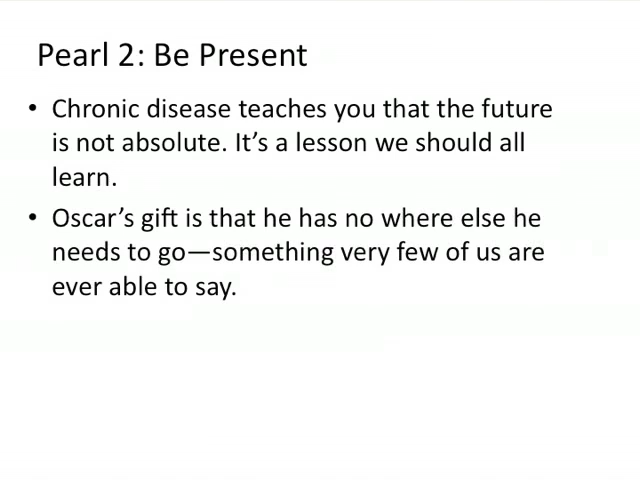 Pearl 2: Be Present
• Chronic disease teaches you that the future
is not absolute. It’s a lesson we should all
learn.
• Oscar’s gift is that he has no where else he
needs to go—something very few of us are
ever able to say.